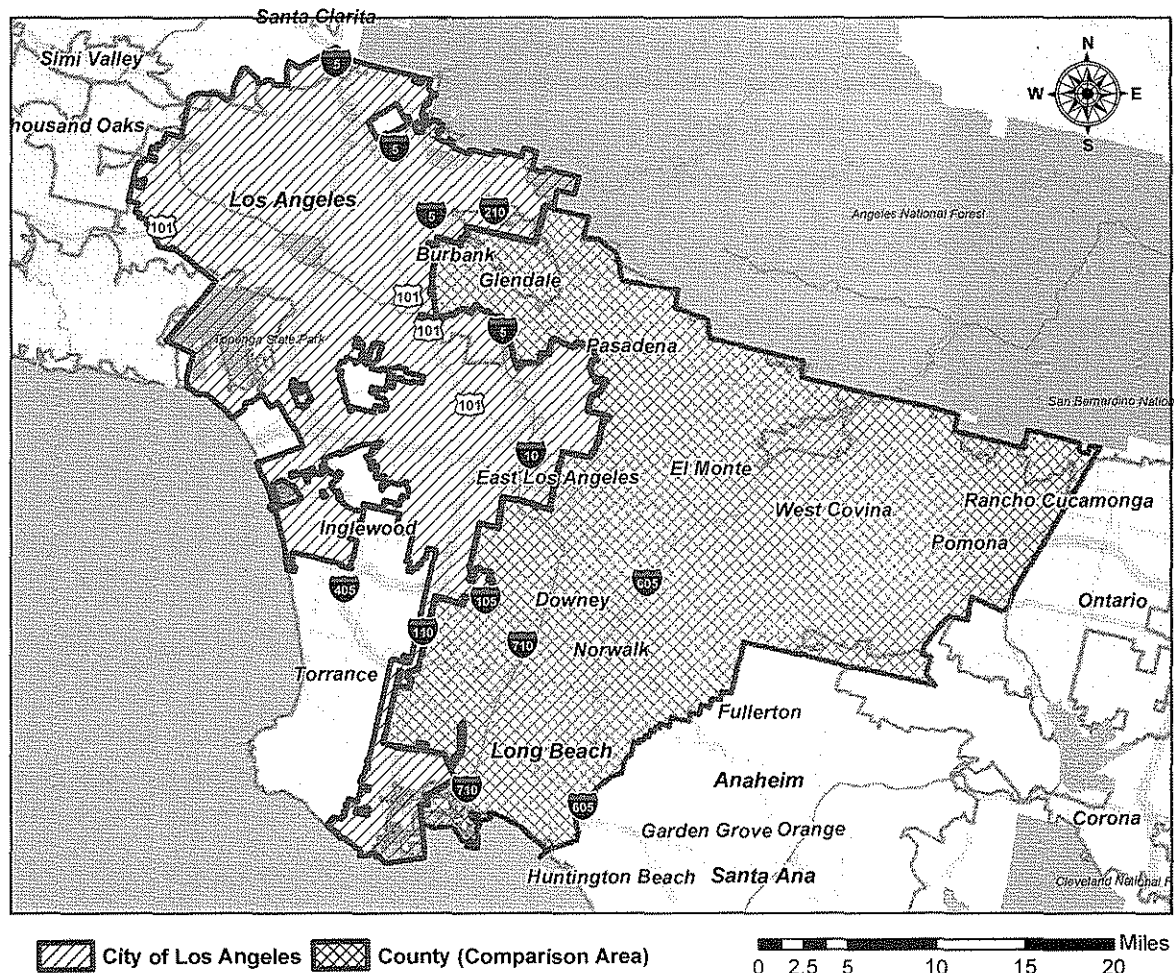 Santa Clarita
Simi Valley
5
N
W E
S
housand Oaks
5
Los Angeles
101
5
210
Angeles National Forest
Burbank
Glendale
101
101
5
Topanga State Park
Pasadena
101
San Bernardino Nation
10
El Monte
East Los Angeles
West Covina
Rancho Cucamonga
Inglewood
Pomona
405
105
605
Downey
Ontario
110
710
Norwalk
Torrance
Fullerton
Long Beach
710
Anaheim
605
Garden Grove Orange
Corona
Huntington Beach Santa Ana
Cleveland National F
City of Los Angeles County (Comparison Area)
Miles
0 2.5 5 10 15 20